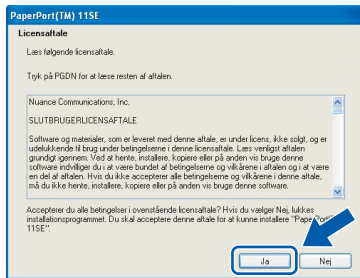 PaperPort(TM) 11SE
Licensaftale
Læs følgende licensaftale.
Tryk på PGDN for at læse resten af aftalen.
Nuance Communications, Inc.
SLUTBRUGERLICENSAFTALE
Software og materialer, som er leveret med denne aftale, er under licens, ikke solgt, og er
udelukkende til brug under betingelserne i denne licensaftale. Læs venligst aftalen
grundigt igennem. Ved at hente, installere, kopiere eller på anden vis bruge denne
software indvilliger du i at være bundet af betingelserne og vilkårene i aftalen og i at være
en del af aftalen. Hvis du ikke accepterer alle betingelser og vilkårene i denne aftale,
må du ikke hente, installere, kopiere eller på anden vis bruge denne software.
Accepterer du alle betingelser i ovenstående licensaftale? Hvis du vælger Nej, lukkes
installationsprogrammet. Du skal acceptere denne aftale for at kunne installere "PaperPort
11SE".
Ja
Nej